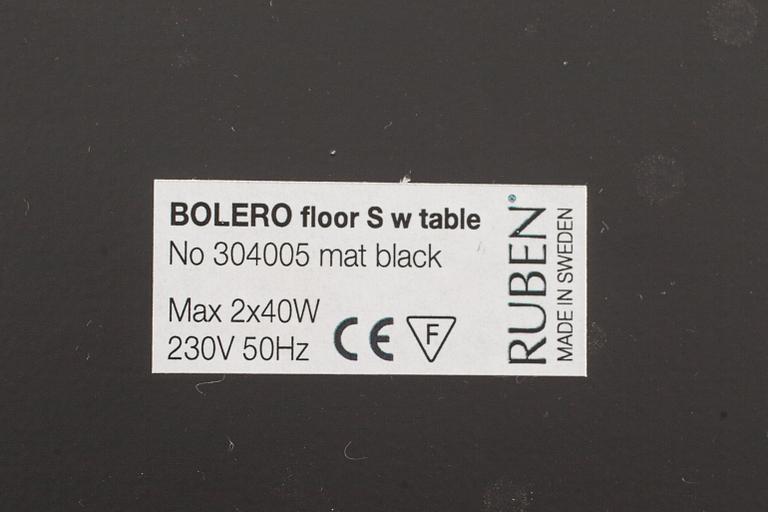 BOLERO floor S w table
No 304005 mat black
Max 2x40W
230V 50Hz
CE F
RUBEN®
MADE IN SWEDEN